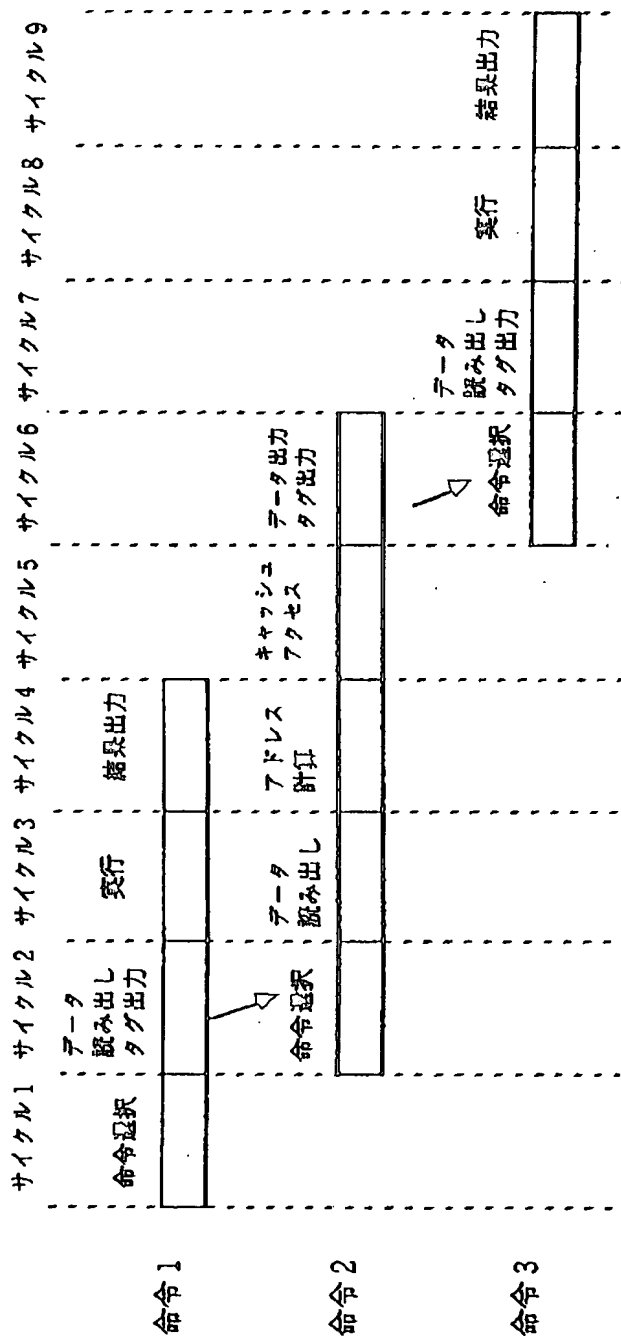 サイクル1 サイクル2 サイクル3 サイクル4 サイクル5 サイクル6 サイクル7 サイクル8 サイクル9
命令1
命令選択
データ
読み出し
タグ出力
実行
結果出力
命令2
命令選択
データ
読み出し
アドレス
計算
キャッシュ
アクセス
データ出力
タグ出力
命令3
命令選択
データ
読み出し
タグ出力
実行
結果出力